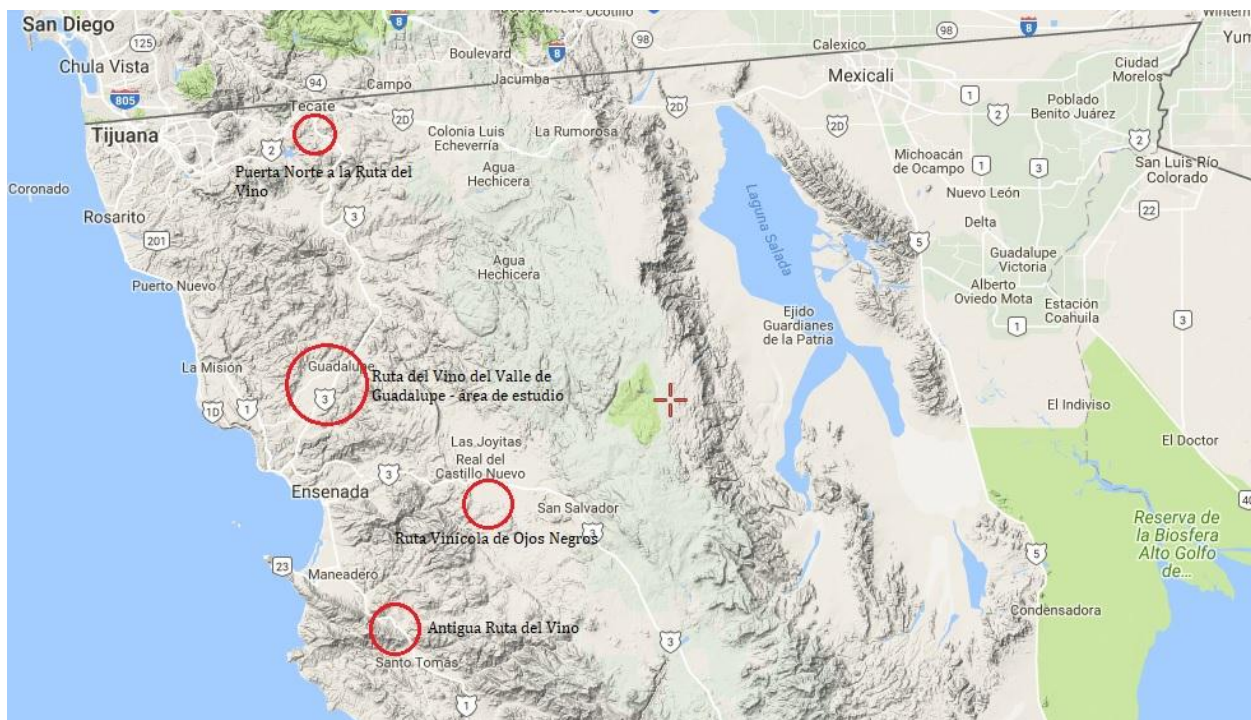 San Diego
125
8
Boulevard
8
98
Calexico
98
8
Chula Vista
94
Campo
Jacumba
Mexicali
Ciudad
Morelos
805
Tecate
2D
2D
1
Poblado
Benito Juárez
Tijuana
2
Colonia Luis
Echeverría
La Rumorosa
2D
2
Puerta Norte a la Ruta del
Vino
Agua
Hechicera
Michoacán
de Ocampo
1
3
San Luis Río
Colorado
Coronado
Nuevo León
Rosarito
3
Laguna Salada
Delta
22
201
5
Guadalupe
Victoria
Agua
Hechicera
Puerto Nuevo
Alberto
Oviedo Mota
Estación
Coahuila
Ejido
Guardianes
de la Patria
1
3
La Misión
Guadalupe
Ruta del Vino del Valle de
Guadalupe - área de estudio
3
1D
1
El Indiviso
Las Joyitas
El Doctor
Real del
Castillo Nuevo
3
Ensenada
San Salvador
40
Ruta Vinícola de Ojos Negros
3
Reserva de
la Biosfera
Alto Golfo
de...
5
23
Maneadero
Condensadora
Antigua Ruta del Vino
3
Santo Tomás
1